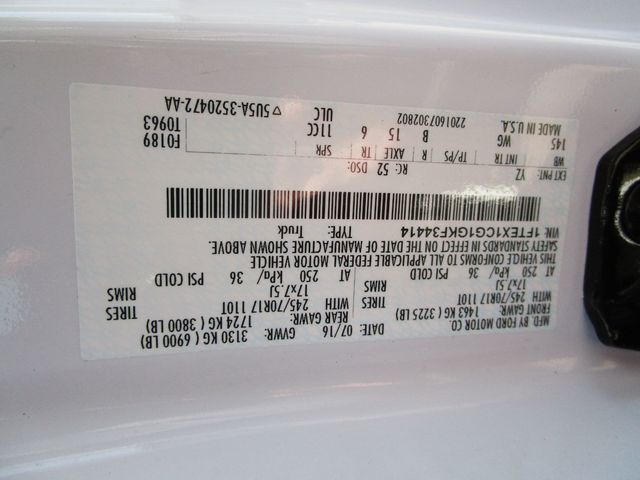 MFD. BY FORD MOTOR CO.
DATE: 07/16 GVWR: 3130 KG ( 6900 LB)
FRONT GAWR: 1463 KG ( 3225 LB) REAR GAWR: 1724 KG ( 3800 LB)
WITH 245/70R17 110T TIRES WITH 245/70R17 110T TIRES
17x7.5J RIMS 17x7.5J RIMS
AT 250 kPa/ 36 PSI COLD AT 250 kPa/ 36 PSI COLD
THIS VEHICLE CONFORMS TO ALL APPLICABLE FEDERAL MOTOR VEHICLE
SAFETY STANDARDS IN EFFECT ON THE DATE OF MANUFACTURE SHOWN ABOVE.
VIN: 1FTEX1CG1GKF34414 TYPE: Truck
EXT PNT: YZ RC: 52 DSO:
WB INT TR TP/PS R AXLE TR SPR F0189
145 WG B 15 6 11CC T0963
MADE IN U.S.A. ULC
2201607302802 ▽ 5U5A-3520472-AA